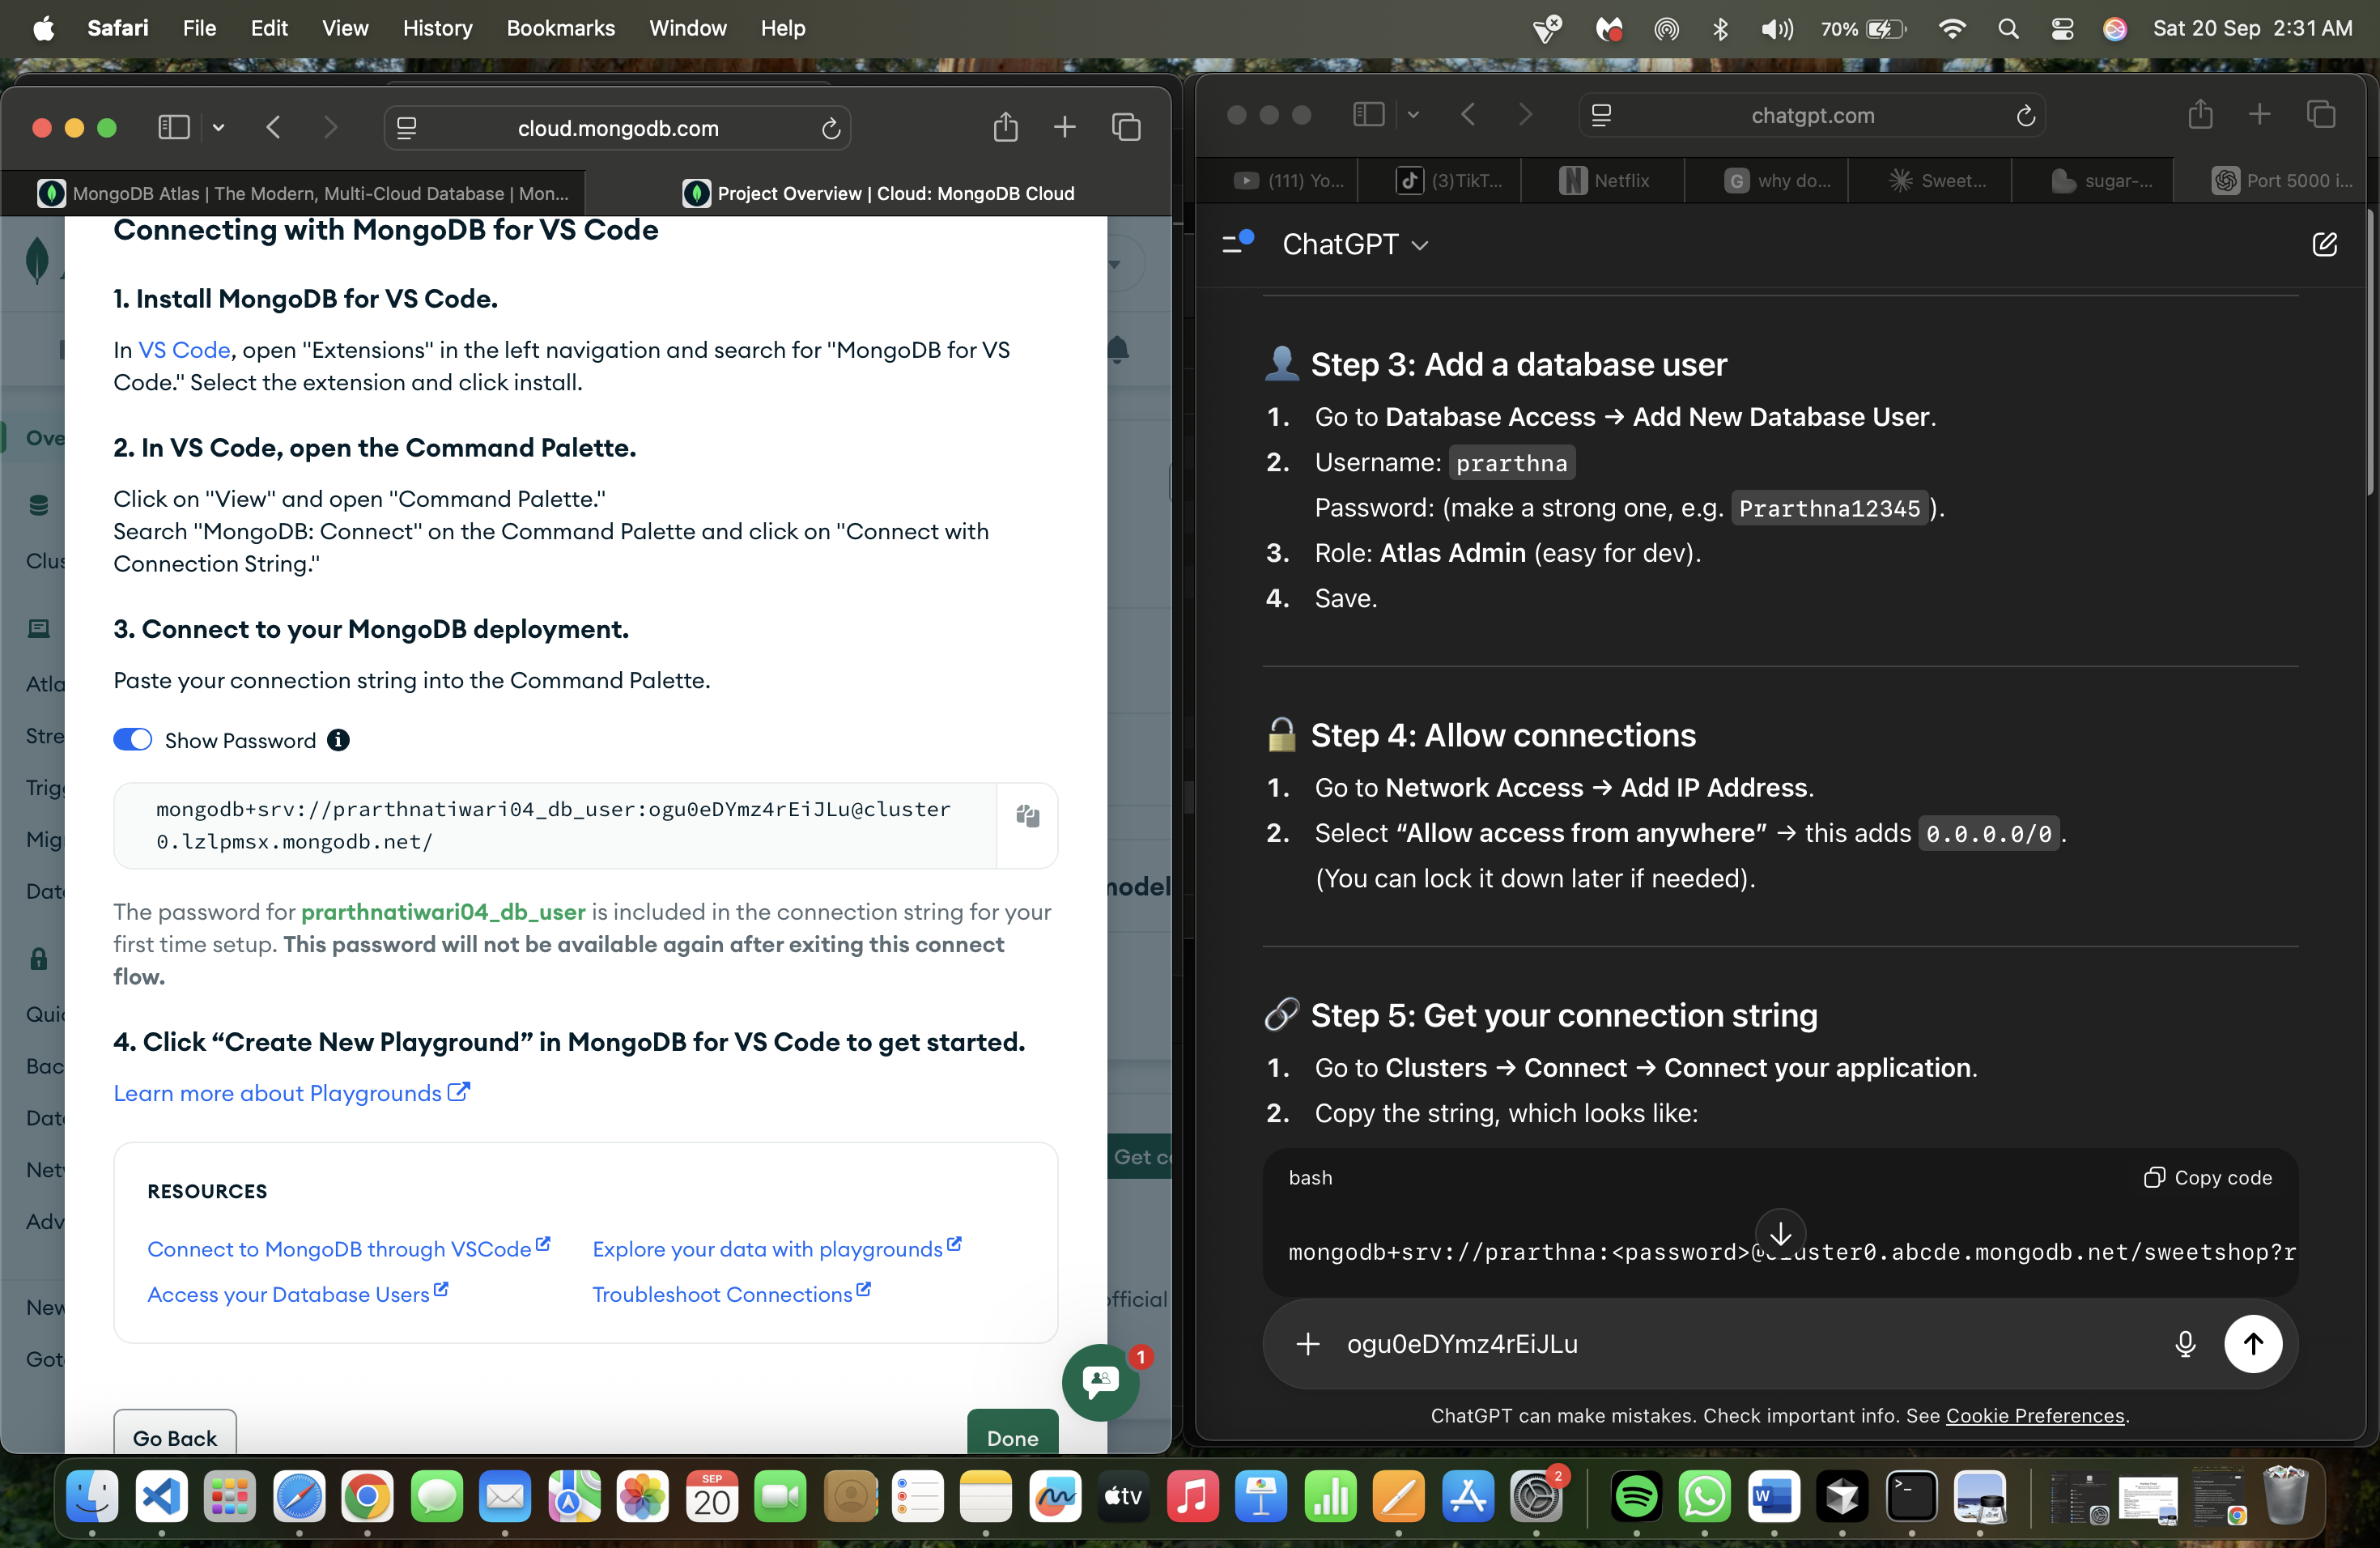 Safari File Edit View History Bookmarks Window Help
70% Sat 20 Sep 2:31 AM
cloud.mongodb.com
MongoDB Atlas | The Modern, Multi-Cloud Database | Mon...
Project Overview | Cloud: MongoDB Cloud
Connecting with MongoDB for VS Code
1. Install MongoDB for VS Code.
In VS Code, open "Extensions" in the left navigation and search for "MongoDB for VS
Code." Select the extension and click install.
2. In VS Code, open the Command Palette.
Click on "View" and open "Command Palette."
Search "MongoDB: Connect" on the Command Palette and click on "Connect with
Connection String."
3. Connect to your MongoDB deployment.
Paste your connection string into the Command Palette.
Show Password
mongodb+srv://prarthnatiwari04_db_user:ogu0eDYmz4rEiJLu@cluster
0.lzlpmsx.mongodb.net/
The password for prarthnatiwari04_db_user is included in the connection string for your
first time setup. This password will not be available again after exiting this connect
flow.
4. Click “Create New Playground” in MongoDB for VS Code to get started.
Learn more about Playgrounds
RESOURCES
Connect to MongoDB through VSCode
Explore your data with playgrounds
Access your Database Users
Troubleshoot Connections
Go Back
Done
1
Ove
Clus
Atla
Stre
Trig
Mig
Dat
Quic
Bac
Dat
Net
Adv
New
Got
model
Get c
official
chatgpt.com
(111) Yo...
(3)TikT...
Netflix
why do...
Sweet...
sugar-...
Port 5000 i...
ChatGPT
Step 3: Add a database user
1. Go to Database Access → Add New Database User.
2. Username: prarthna
Password: (make a strong one, e.g. Prarthna12345).
3. Role: Atlas Admin (easy for dev).
4. Save.
Step 4: Allow connections
1. Go to Network Access → Add IP Address.
2. Select “Allow access from anywhere” → this adds 0.0.0.0/0.
(You can lock it down later if needed).
Step 5: Get your connection string
1. Go to Clusters → Connect → Connect your application.
2. Copy the string, which looks like:
bash
Copy code
mongodb+srv://prarthna:<password>@cluster0.abcde.mongodb.net/sweetshop?r
ogu0eDYmz4rEiJLu
ChatGPT can make mistakes. Check important info. See Cookie Preferences.
SEP
20
tv
2
W